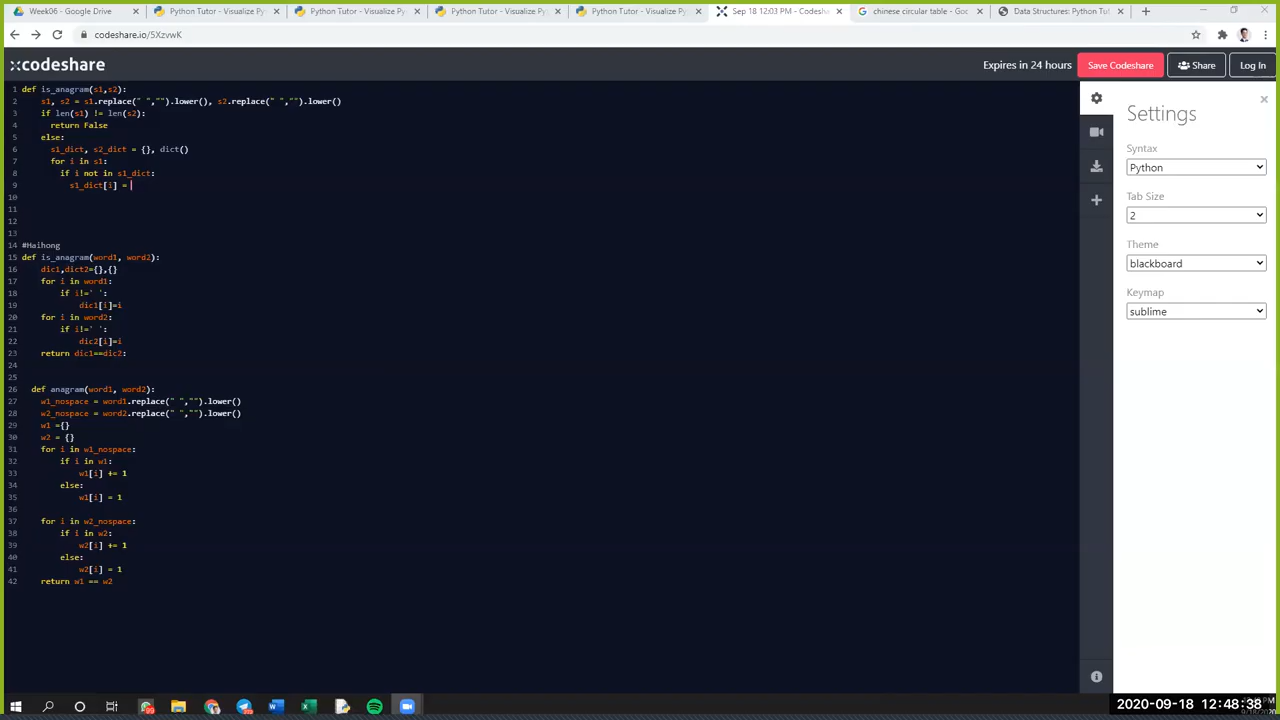 Week06 - Google Drive
Python Tutor - Visualize Py
Python Tutor - Visualize Py
Python Tutor - Visualize Py
Python Tutor - Visualize Py
Sep 18 12:03 PM - Codeshare
chinese circular table - Goo
Data Structures: Python Tut
codeshare.io/5XzvwK
::codeshare
Expires in 24 hours
Save Codeshare
Share
Log In
1 def is_anagram(s1,s2):
2 s1, s2 = s1.replace(" ","").lower(), s2.replace(" ","").lower()
3 if len(s1) != len(s2):
4 return False
5 else:
6 s1_dict, s2_dict = {}, dict()
7 for i in s1:
8 if i not in s1_dict:
9 s1_dict[i] =
10
11
12
13
14 #Haihong
15 def is_anagram(word1, word2):
16 dic1,dict2={},{}
17 for i in word1:
18 if i!=' ':
19 dic1[i]=i
20 for i in word2:
21 if i!=' ':
22 dic2[i]=i
23 return dic1==dic2:
24
25
26 def anagram(word1, word2):
27 w1_nospace = word1.replace(" ","").lower()
28 w2_nospace = word2.replace(" ","").lower()
29 w1 ={}
30 w2 = {}
31 for i in w1_nospace:
32 if i in w1:
33 w1[i] += 1
34 else:
35 w1[i] = 1
36
37 for i in w2_nospace:
38 if i in w2:
39 w2[i] += 1
40 else:
41 w2[i] = 1
42 return w1 == w2
Settings
Syntax
Python
Tab Size
2
Theme
blackboard
Keymap
sublime
2020-09-18 12:48:38